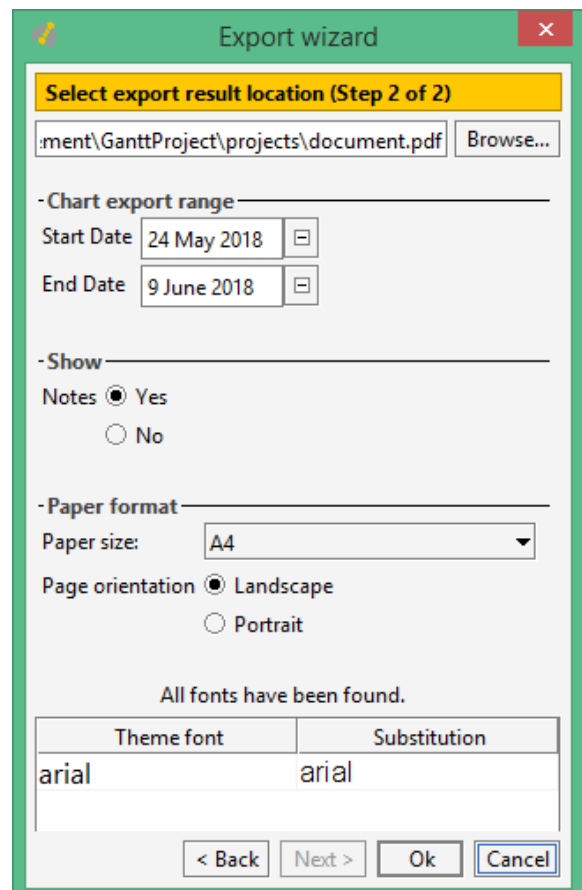 Export wizard
Select export result location (Step 2 of 2)
ment\GanttProject\projects\document.pdf Browse...
Chart export range
Start Date 24 May 2018
End Date 9 June 2018
Show
Notes Yes
No
Paper format
Paper size: A4
Page orientation Landscape
Portrait
All fonts have been found.
Theme font Substitution
arial arial
< Back Next > Ok Cancel